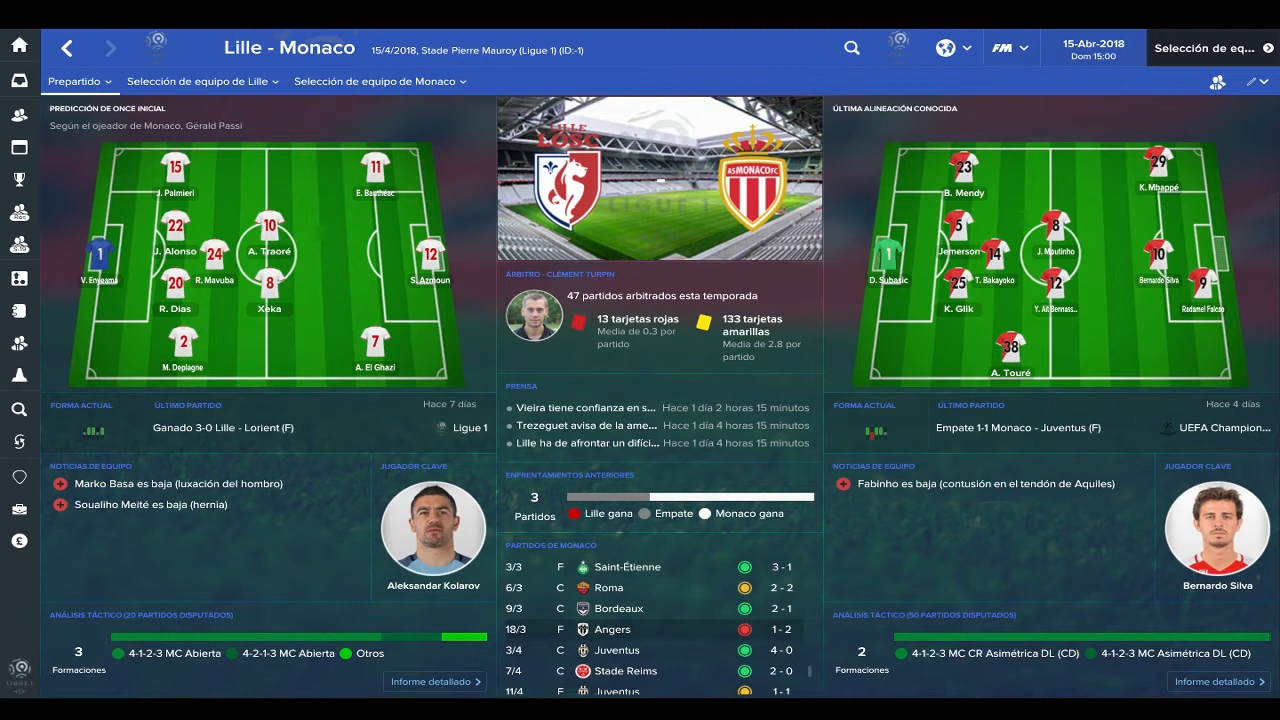 Lille - Monaco
15/4/2018, Stade Pierre Mauroy (Ligue 1) (ID:-1)
FM
15-Abr-2018
Dom 15:00
Selección de eq...
Prepartido
Selección de equipo de Lille
Selección de equipo de Monaco
PREDICCIÓN DE ONCE INICIAL
Según el ojeador de Monaco, Gérald Passi
15
J. Palmieri
11
E. Bauthéac
22
J. Alonso
10
A. Traoré
24
R. Mavuba
1
V. Enyeama
12
S. Azmoun
20
R. Dias
8
Xeka
2
M. Deplagne
7
A. El Ghazi
FORMA ACTUAL
ÚLTIMO PARTIDO
Hace 7 días
Ganado 3-0 Lille - Lorient (F)
Ligue 1
NOTICIAS DE EQUIPO
Marko Basa es baja (luxación del hombro)
Soualiho Meité es baja (hernia)
JUGADOR CLAVE
Aleksandar Kolarov
ANÁLISIS TÁCTICO (20 PARTIDOS DISPUTADOS)
3
Formaciones
4-1-2-3 MC Abierta
4-2-1-3 MC Abierta
Otros
Informe detallado
LILLE
LOSC
AS MONACO FC
LIGUE 1
-
ÁRBITRO - CLÉMENT TURPIN
47 partidos arbitrados esta temporada
13 tarjetas rojas
Media de 0.3 por
partido
133 tarjetas
amarillas
Media de 2.8 por
partido
PRENSA
Vieira tiene confianza en s... Hace 1 día 2 horas 15 minutos
Trezeguet avisa de la ame... Hace 1 día 4 horas 15 minutos
Lille ha de afrontar un difíci... Hace 1 día 4 horas 15 minutos
ENFRENTAMIENTOS ANTERIORES
3
Partidos
Lille gana
Empate
Monaco gana
PARTIDOS DE MONACO
3/3 F Saint-Étienne 3 - 1
6/3 C Roma 2 - 2
9/3 C Bordeaux 2 - 1
18/3 F Angers 1 - 2
3/4 C Juventus 4 - 0
7/4 C Stade Reims 2 - 0
11/4 F Juventus 1 - 1
ÚLTIMA ALINEACIÓN CONOCIDA
23
B. Mendy
29
K. Mbappé
5
Jemerson
8
J. Moutinho
14
T. Bakayoko
1
D. Subasic
10
Bernardo Silva
25
K. Glik
12
Y. Ait Bennass...
9
Radamel Falcao
38
A. Touré
FORMA ACTUAL
ÚLTIMO PARTIDO
Hace 4 días
Empate 1-1 Monaco - Juventus (F)
UEFA Champion...
NOTICIAS DE EQUIPO
Fabinho es baja (contusión en el tendón de Aquiles)
JUGADOR CLAVE
Bernardo Silva
ANÁLISIS TÁCTICO (50 PARTIDOS DISPUTADOS)
2
Formaciones
4-1-2-3 MC CR Asimétrica DL (CD)
4-1-2-3 MC Asimétrica DL (CD)
Informe detallado